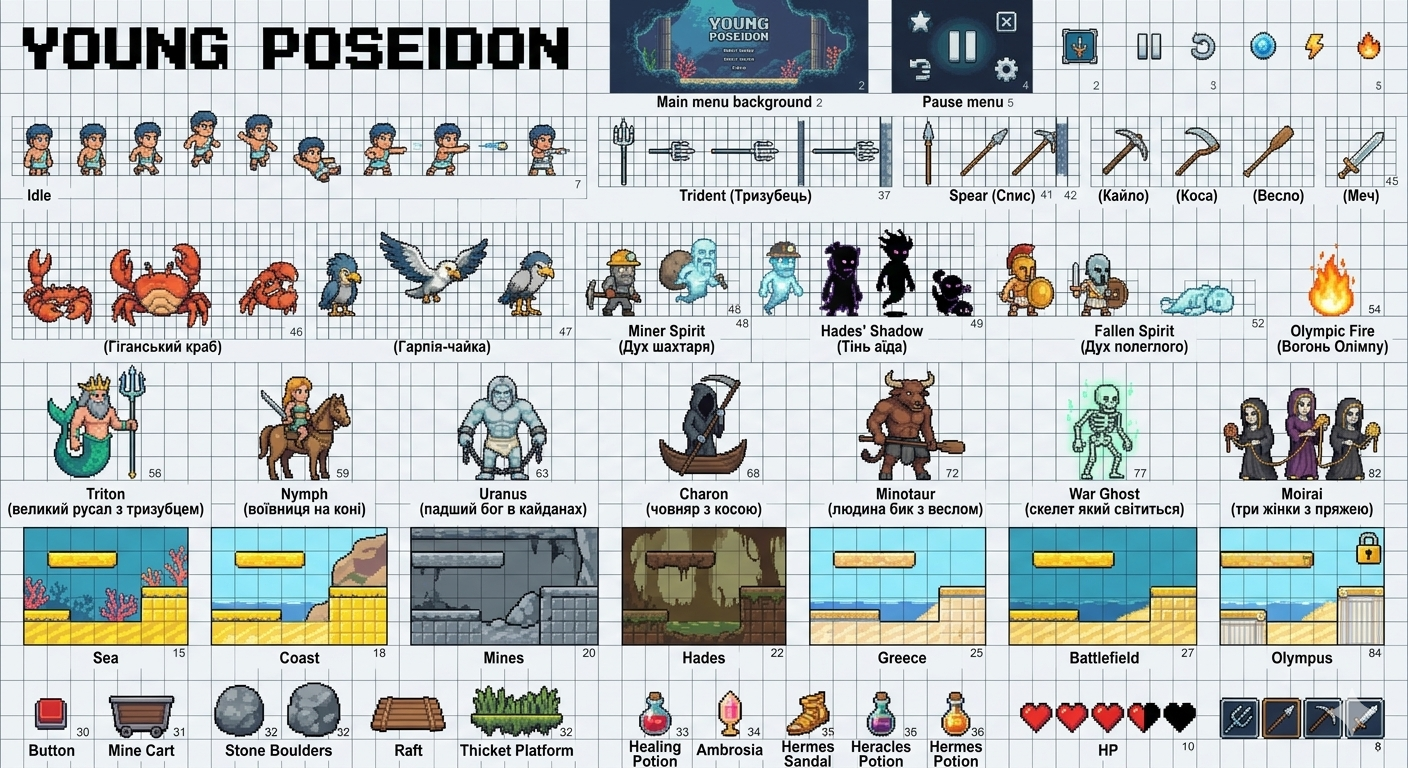 YOUNG POSEIDON
YOUNG
POSEIDON
2
4
2
3
5
Main menu background 2
Pause menu 5
Idle
7
Trident (Тризубець)
37
Spear (Спис) 41 42
(Кайло)
(Коса)
(Весло)
(Меч)
45
(Гіганський краб)
46
(Гарпія-чайка)
47
48
Miner Spirit
48
(Дух шахтаря)
49
Hades' Shadow
(Тінь аїда)
52
Fallen Spirit
(Дух полеглого)
54
Olympic Fire
(Вогонь Олімпу)
56
Triton
(великий русал з тризубцем)
59
Nymph
(воївниця на коні)
63
Uranus
(падший бог в кайданах)
68
Charon
(човняр з косою)
72
Minotaur
(людина бик з веслом)
77
War Ghost
(скелет який світиться)
82
Moirai
(три жінки з пряжею)
Sea
15
Coast
18
Mines
20
Hades
22
Greece
25
Battlefield
27
Olympus
84
30
Button
31
Mine Cart
32
32
Stone Boulders
Raft
32
Thicket Platform
33
Healing
Potion
34
Ambrosia
35
Hermes
Sandal
36
Heracles
Potion
36
Hermes
Potion
HP
10
8